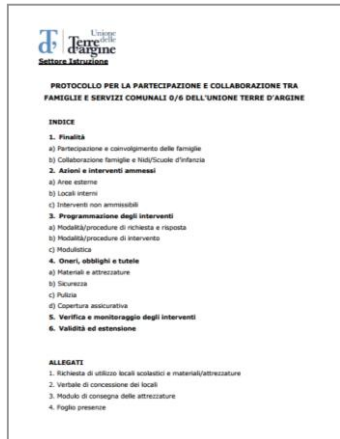 Unione
delle
Terre
d'argine
Settore Istruzione
PROTOCOLLO PER LA PARTECIPAZIONE E COLLABORAZIONE TRA
FAMIGLIE E SERVIZI COMUNALI 0/6 DELL'UNIONE TERRE D'ARGINE
INDICE
1. Finalità
a) Partecipazione e coinvolgimento delle famiglie
b) Collaborazione famiglie e Nidi/Scuole d'infanzia
2. Azioni e interventi ammessi
a) Aree esterne
b) Locali interni
c) Interventi non ammissibili
3. Programmazione degli interventi
a) Modalità/procedure di richiesta e risposta
b) Modalità/procedure di intervento
c) Modulistica
4. Oneri, obblighi e tutele
a) Materiali e attrezzature
b) Sicurezza
c) Pulizia
d) Copertura assicurativa
5. Verifica e monitoraggio degli interventi
6. Validità ed estensione
ALLEGATI
1. Richiesta di utilizzo locali scolastici e materiali/attrezzature
2. Verbale di concessione dei locali
3. Modulo di consegna delle attrezzature
4. Foglio presenze